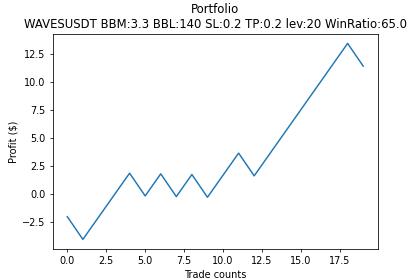 Portfolio
WAVESUSDT BBM:3.3 BBL:140 SL:0.2 TP:0.2 lev:20 WinRatio:65.0
12.5
10.0
7.5
5.0
2.5
0.0
−2.5
Profit ($)
0.0 2.5 5.0 7.5 10.0 12.5 15.0 17.5
Trade counts